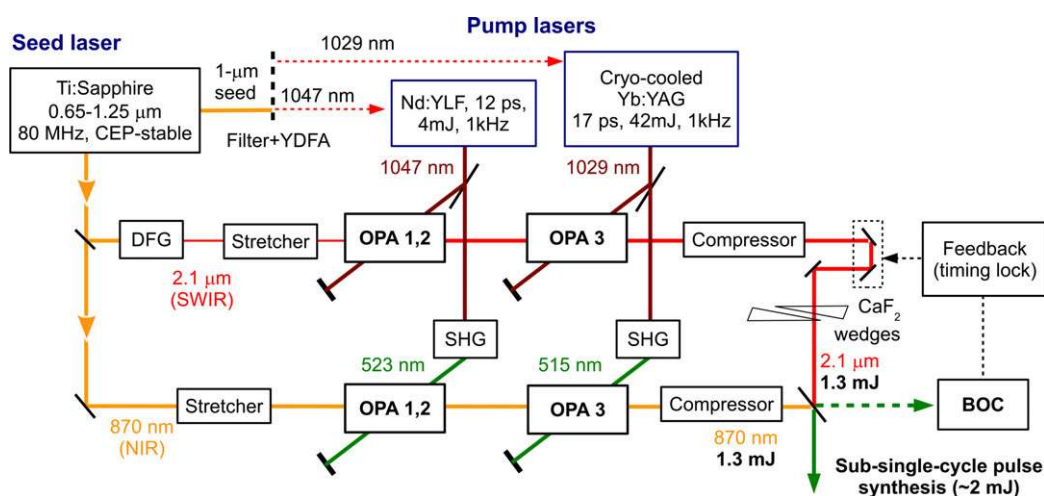 Seed laser
Pump lasers
Ti:Sapphire
0.65-1.25 μm
80 MHz, CEP-stable
1-μm
seed
1029 nm
1047 nm
Filter+YDFA
Nd:YLF, 12 ps,
4mJ, 1kHz
Cryo-cooled
Yb:YAG
17 ps, 42mJ, 1kHz
1047 nm
1029 nm
DFG
Stretcher
OPA 1,2
OPA 3
Compressor
Feedback
(timing lock)
2.1 μm
(SWIR)
CaF2
wedges
SHG
SHG
523 nm
515 nm
2.1 μm
1.3 mJ
Stretcher
OPA 1,2
OPA 3
Compressor
BOC
870 nm
(NIR)
870 nm
1.3 mJ
Sub-single-cycle pulse
synthesis (~2 mJ)